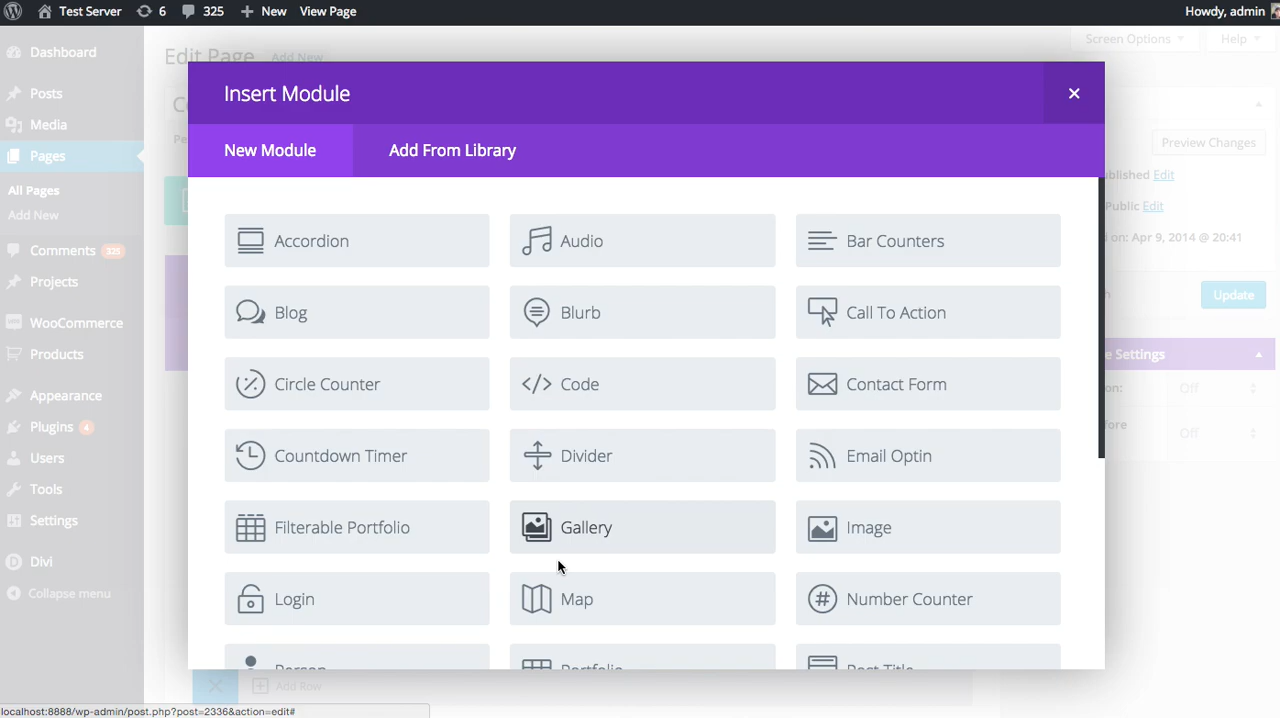 Test Server 6 325 New View Page Howdy, admin
Dashboard
Posts
Media
Pages
All Pages
Add New
Comments 325
Projects
WooCommerce
Products
Appearance
Plugins 4
Users
Tools
Settings
Divi
Collapse menu
Edit Page Add New
Screen Options Help
Insert Module
New Module Add From Library
Accordion Audio Bar Counters
Blog Blurb Call To Action
Circle Counter Code Contact Form
Countdown Timer Divider Email Optin
Filterable Portfolio Gallery Image
Login Map Number Counter
Person Portfolio Post Title
Add Row
Preview Changes
Edit
Public Edit
on: Apr 9, 2014 @ 20:41
Update
Settings
Off
Off
localhost:8888/wp-admin/post.php?post=2336&action=edit#